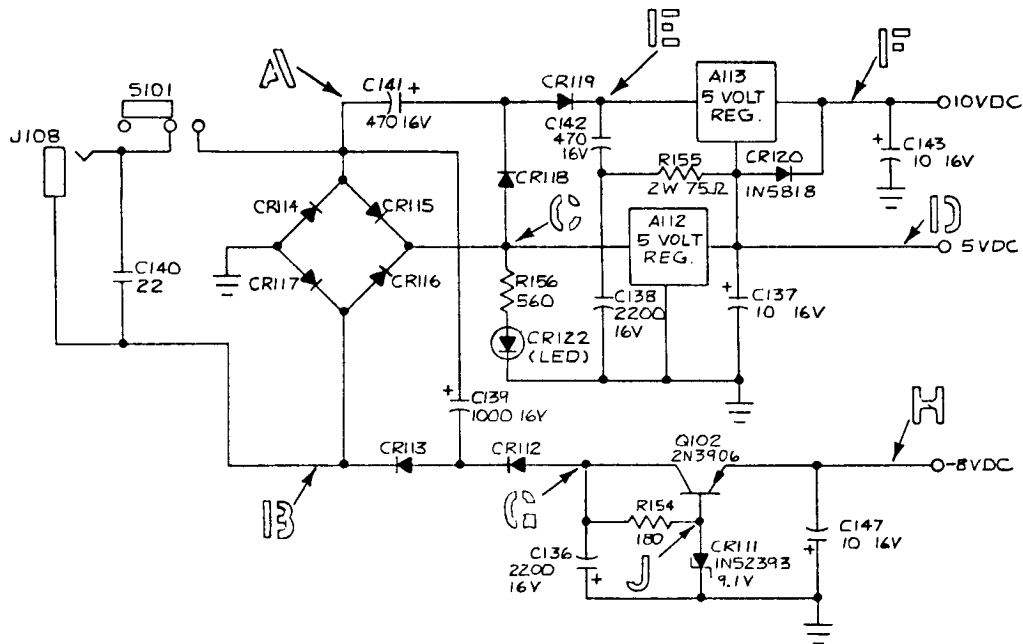 A
E
F
S101
C141 +
470 16V
CR119
A113
5 VOLT
REG.
10VDC
J108
C142
470
16V
+
C143
10 16V
R155
2W 75Ω
CR120
1N5818
CR118
CR114
CR115
C
A112
5 VOLT
REG.
D
5VDC
C140
22
CR117
CR116
R156
560
C138
2200
16V
+
C137
10 16V
CR122
(LED)
+
C139
1000 16V
H
CR113
CR112
Q102
2N3906
-8VDC
B
G
R154
180
C136
2200
16V
+
J
CR111
1N52393
9.1V
C147
10 16V
+